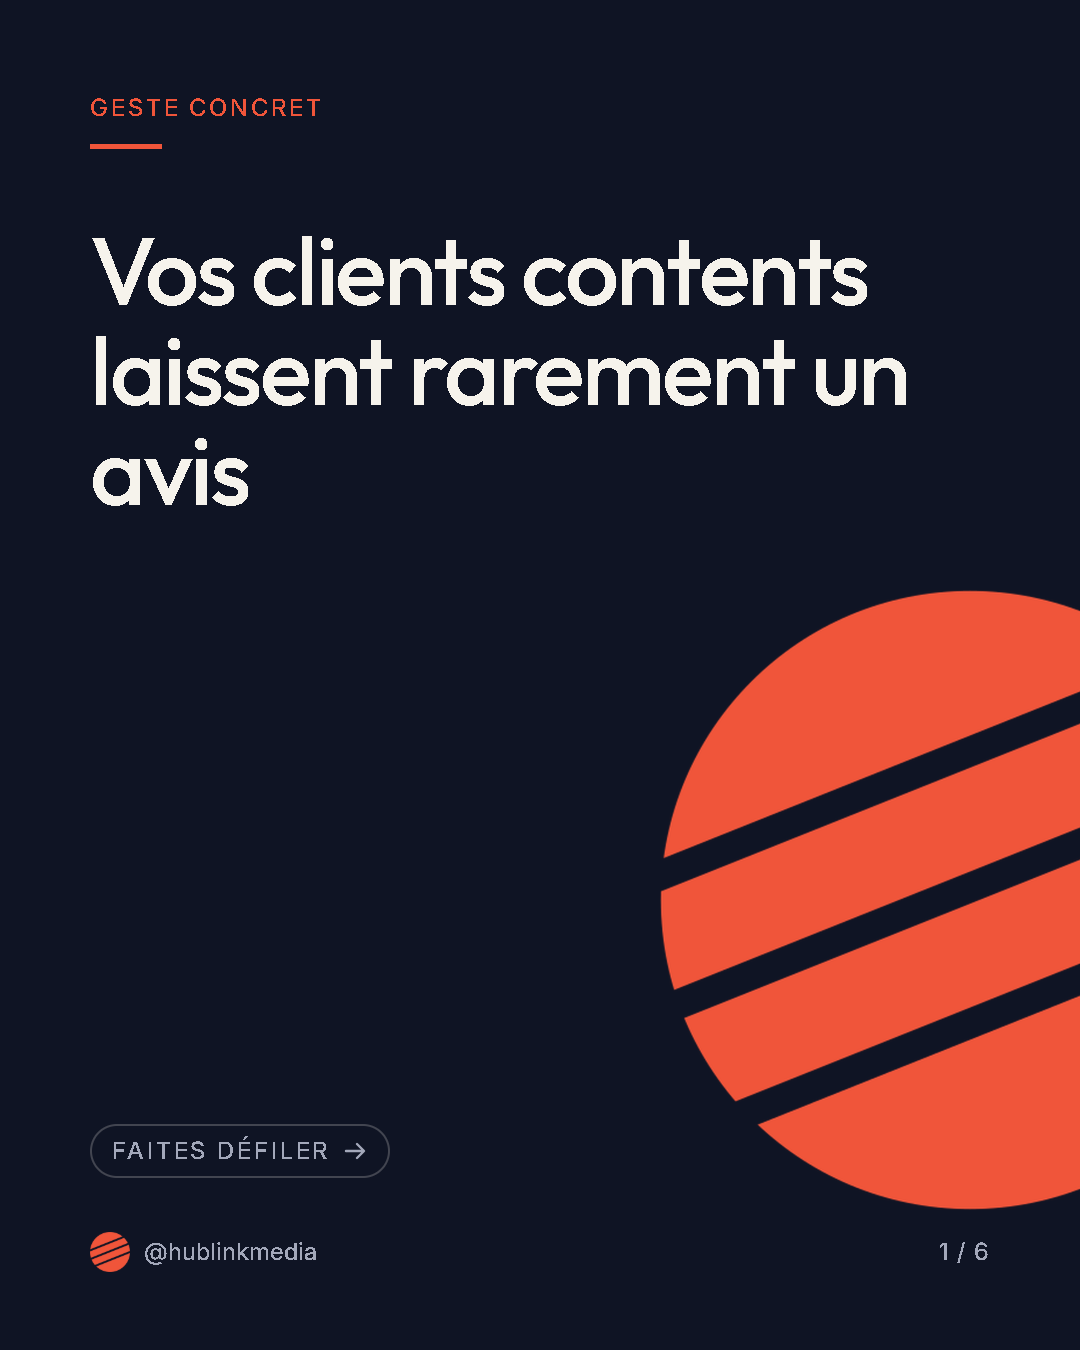 GESTE CONCRET
Vos clients contents
laissent rarement un
avis
FAITES DÉFILER →
@hublinkmedia
1 / 6